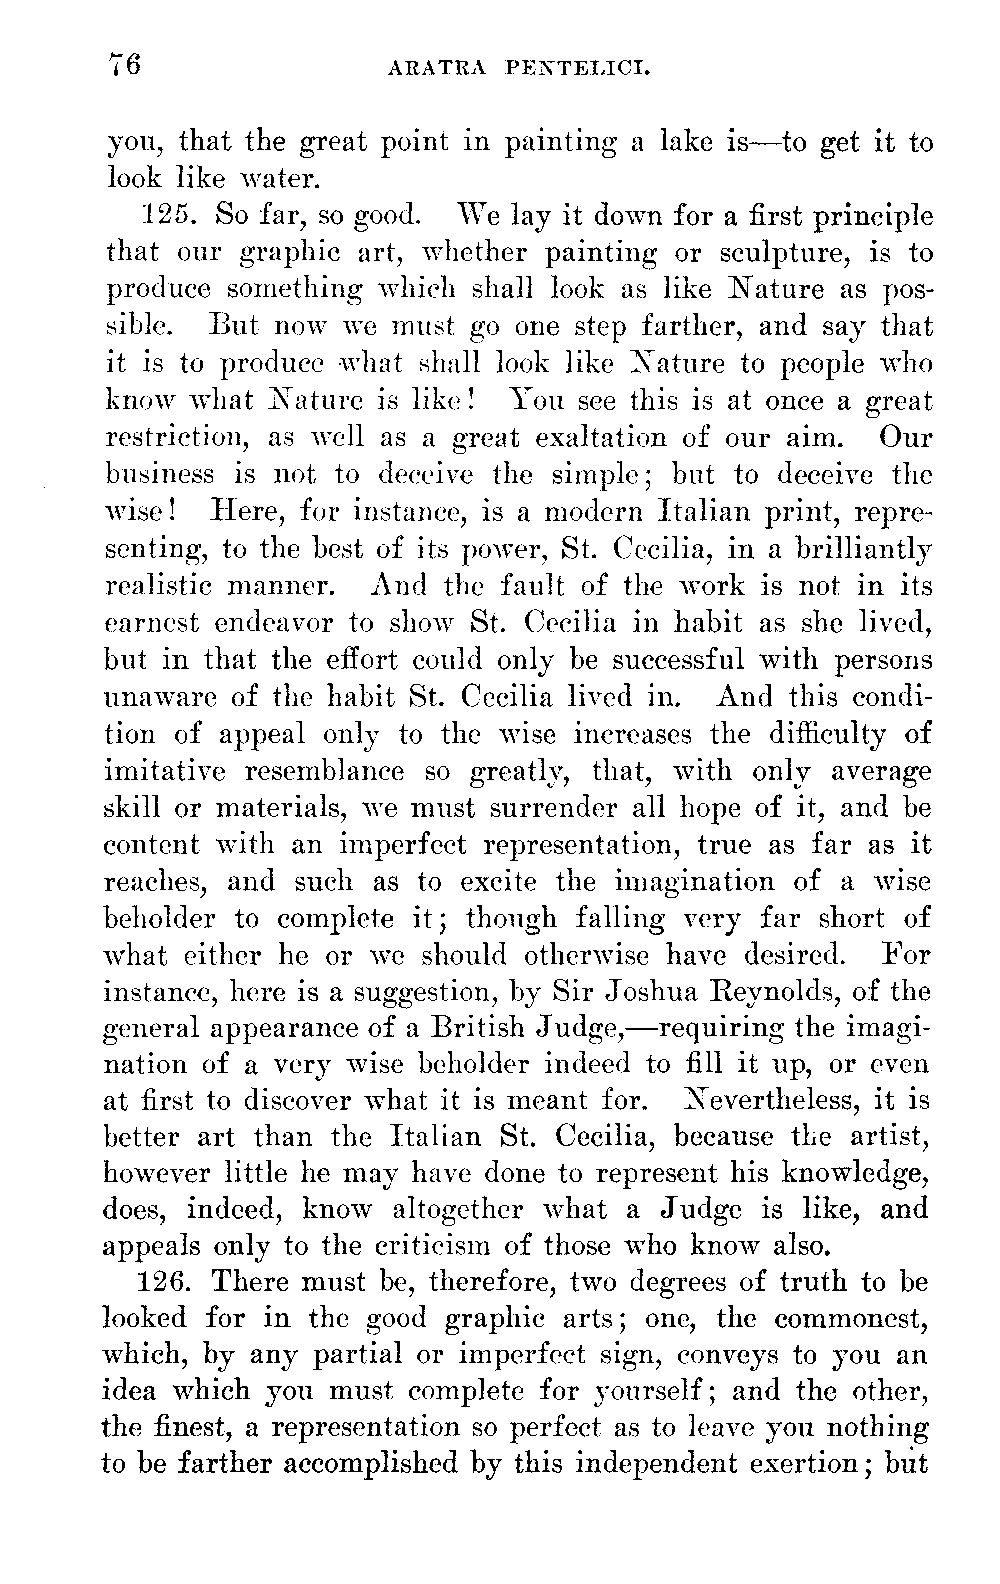 76 ARATRA PENTELICI.
you, that the great point in painting a lake is—to get it to
look like water.
125. So far, so good. We lay it down for a first principle
that our graphic art, whether painting or sculpture, is to
produce something which shall look as like Nature as pos-
sible. But now we must go one step farther, and say that
it is to produce what shall look like Nature to people who
know what Nature is like! You see this is at once a great
restriction, as well as a great exaltation of our aim. Our
business is not to deceive the simple; but to deceive the
wise! Here, for instance, is a modern Italian print, repre-
senting, to the best of its power, St. Cecilia, in a brilliantly
realistic manner. And the fault of the work is not in its
earnest endeavor to show St. Cecilia in habit as she lived,
but in that the effort could only be successful with persons
unaware of the habit St. Cecilia lived in. And this condi-
tion of appeal only to the wise increases the difficulty of
imitative resemblance so greatly, that, with only average
skill or materials, we must surrender all hope of it, and be
content with an imperfect representation, true as far as it
reaches, and such as to excite the imagination of a wise
beholder to complete it; though falling very far short of
what either he or we should otherwise have desired. For
instance, here is a suggestion, by Sir Joshua Reynolds, of the
general appearance of a British Judge,—requiring the imagi-
nation of a very wise beholder indeed to fill it up, or even
at first to discover what it is meant for. Nevertheless, it is
better art than the Italian St. Cecilia, because the artist,
however little he may have done to represent his knowledge,
does, indeed, know altogether what a Judge is like, and
appeals only to the criticism of those who know also.
126. There must be, therefore, two degrees of truth to be
looked for in the good graphic arts; one, the commonest,
which, by any partial or imperfect sign, conveys to you an
idea which you must complete for yourself; and the other,
the finest, a representation so perfect as to leave you nothing
to be farther accomplished by this independent exertion; but